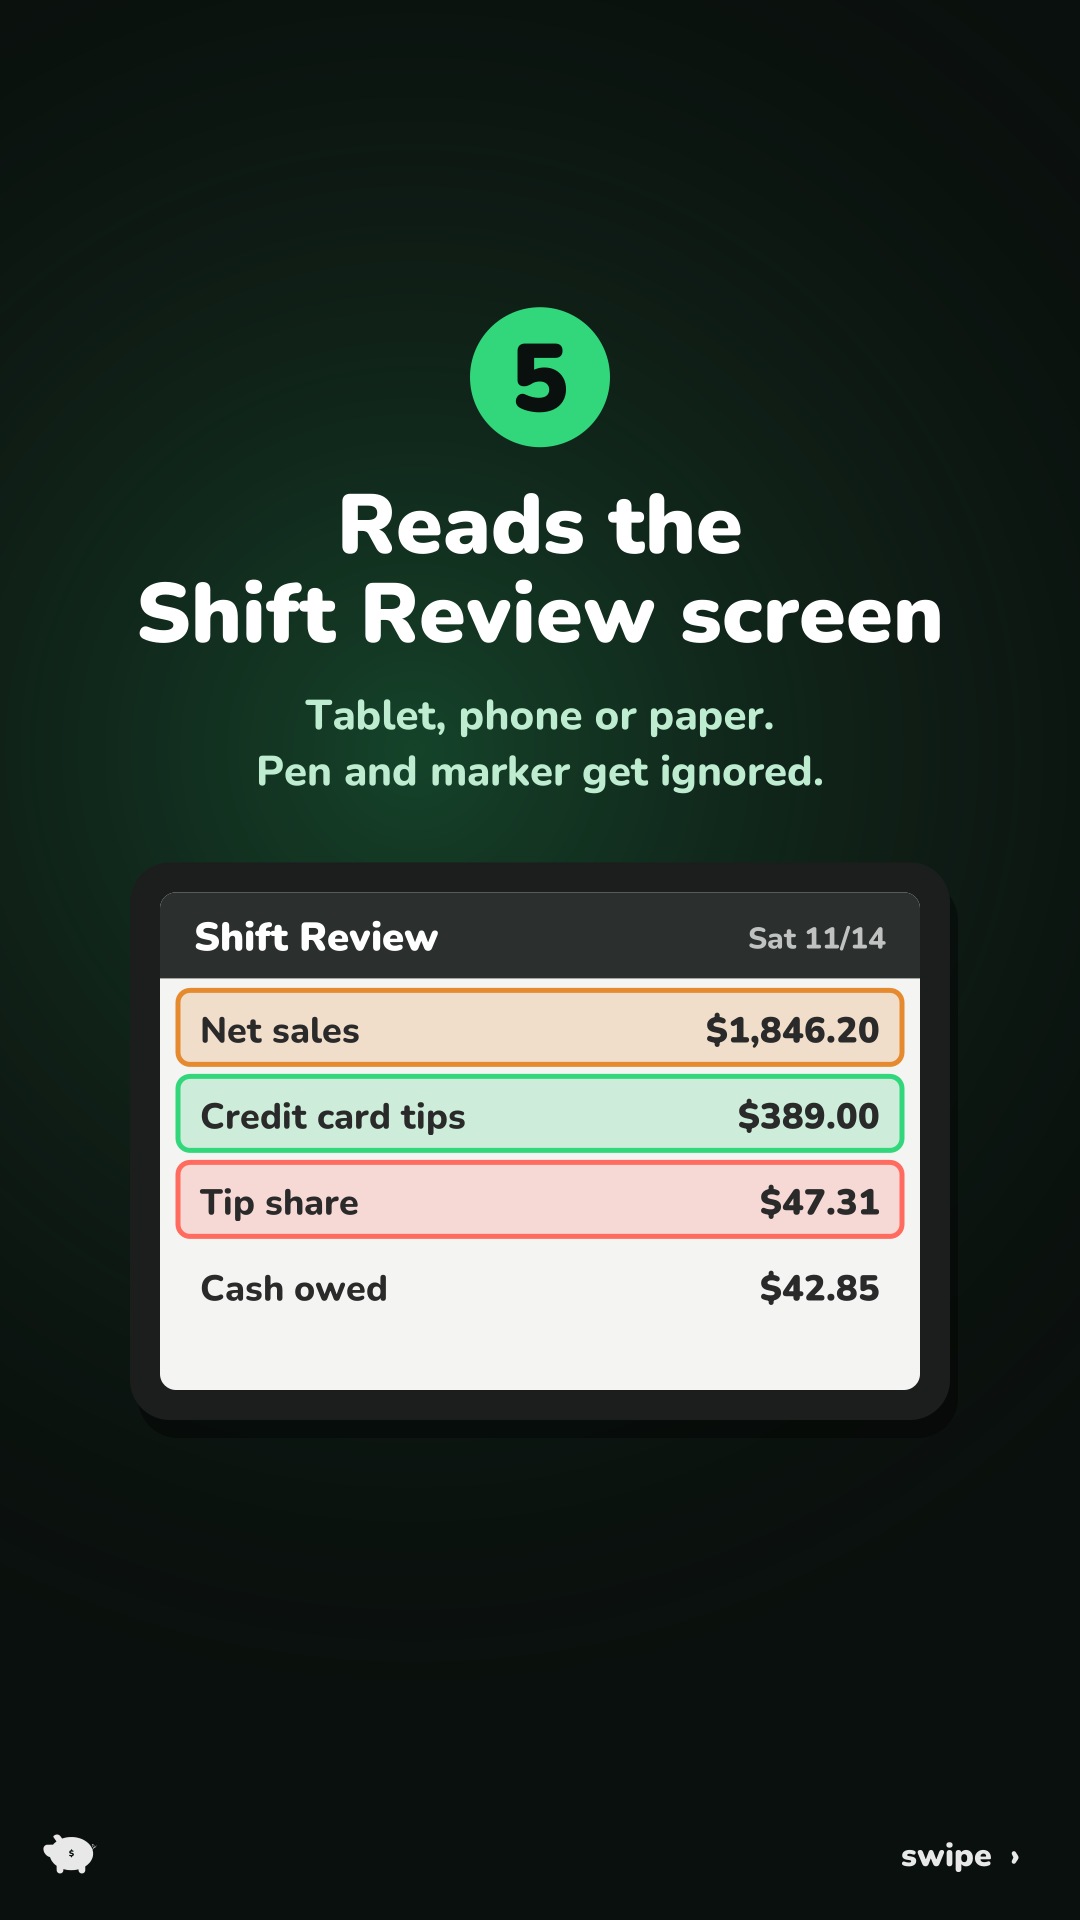 5
Reads the
Shift Review screen
Tablet, phone or paper.
Pen and marker get ignored.
Shift Review Sat 11/14
Net sales $1,846.20
Credit card tips $389.00
Tip share $47.31
Cash owed $42.85
$
swipe ›